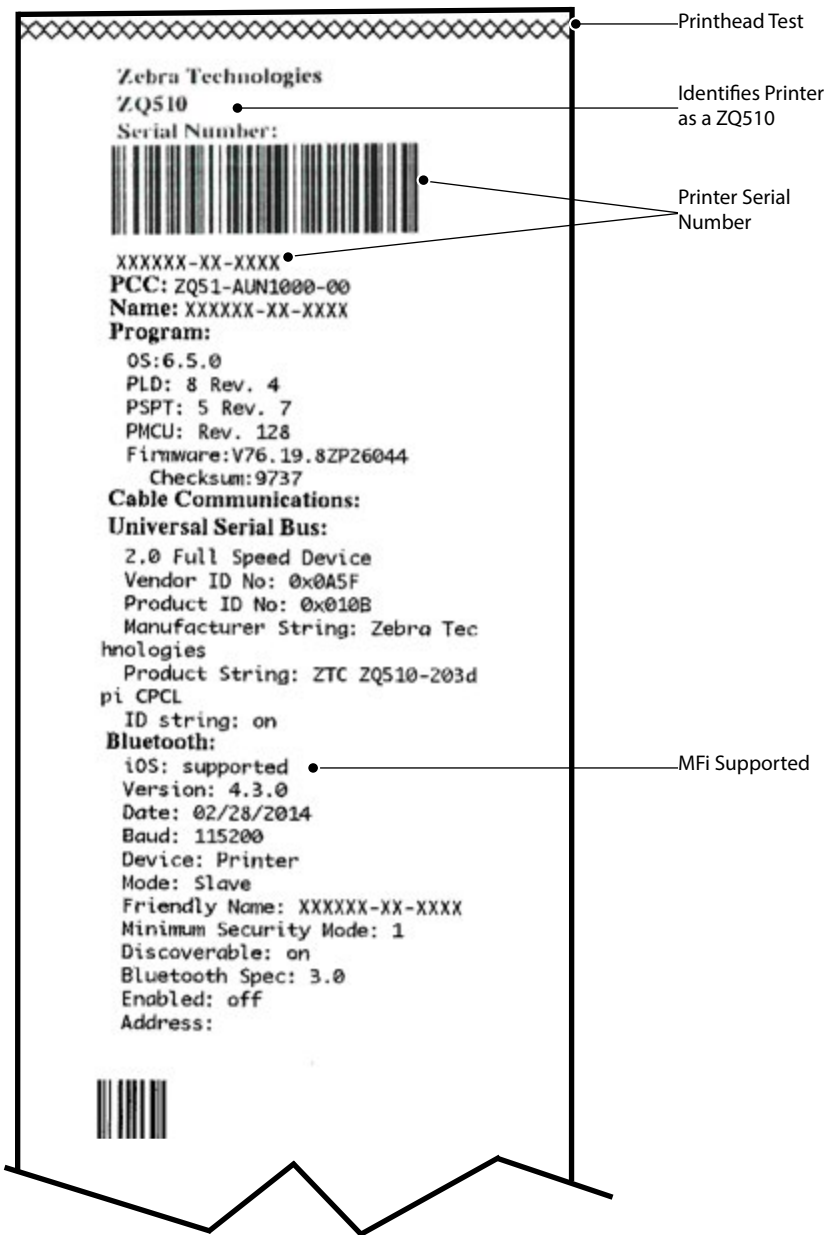 Printhead Test
Zebra Technologies
ZQ510
Identifies Printer
as a ZQ510
Serial Number:
Printer Serial
Number
XXXXXX-XX-XXXX
PCC: ZQ51-AUN1000-00
Name: XXXXXX-XX-XXXX
Program:
OS:6.5.0
PLD: 8 Rev. 4
PSPT: 5 Rev. 7
PMCU: Rev. 128
Firmware:V76.19.8ZP26044
Checksum:9737
Cable Communications:
Universal Serial Bus:
2.0 Full Speed Device
Vendor ID No: 0x0A5F
Product ID No: 0x010B
Manufacturer String: Zebra Tec
hnologies
Product String: ZTC ZQ510-203d
pi CPCL
ID string: on
Bluetooth:
iOS: supported
MFi Supported
Version: 4.3.0
Date: 02/28/2014
Baud: 115200
Device: Printer
Mode: Slave
Friendly Name: XXXXXX-XX-XXXX
Minimum Security Mode: 1
Discoverable: on
Bluetooth Spec: 3.0
Enabled: off
Address: